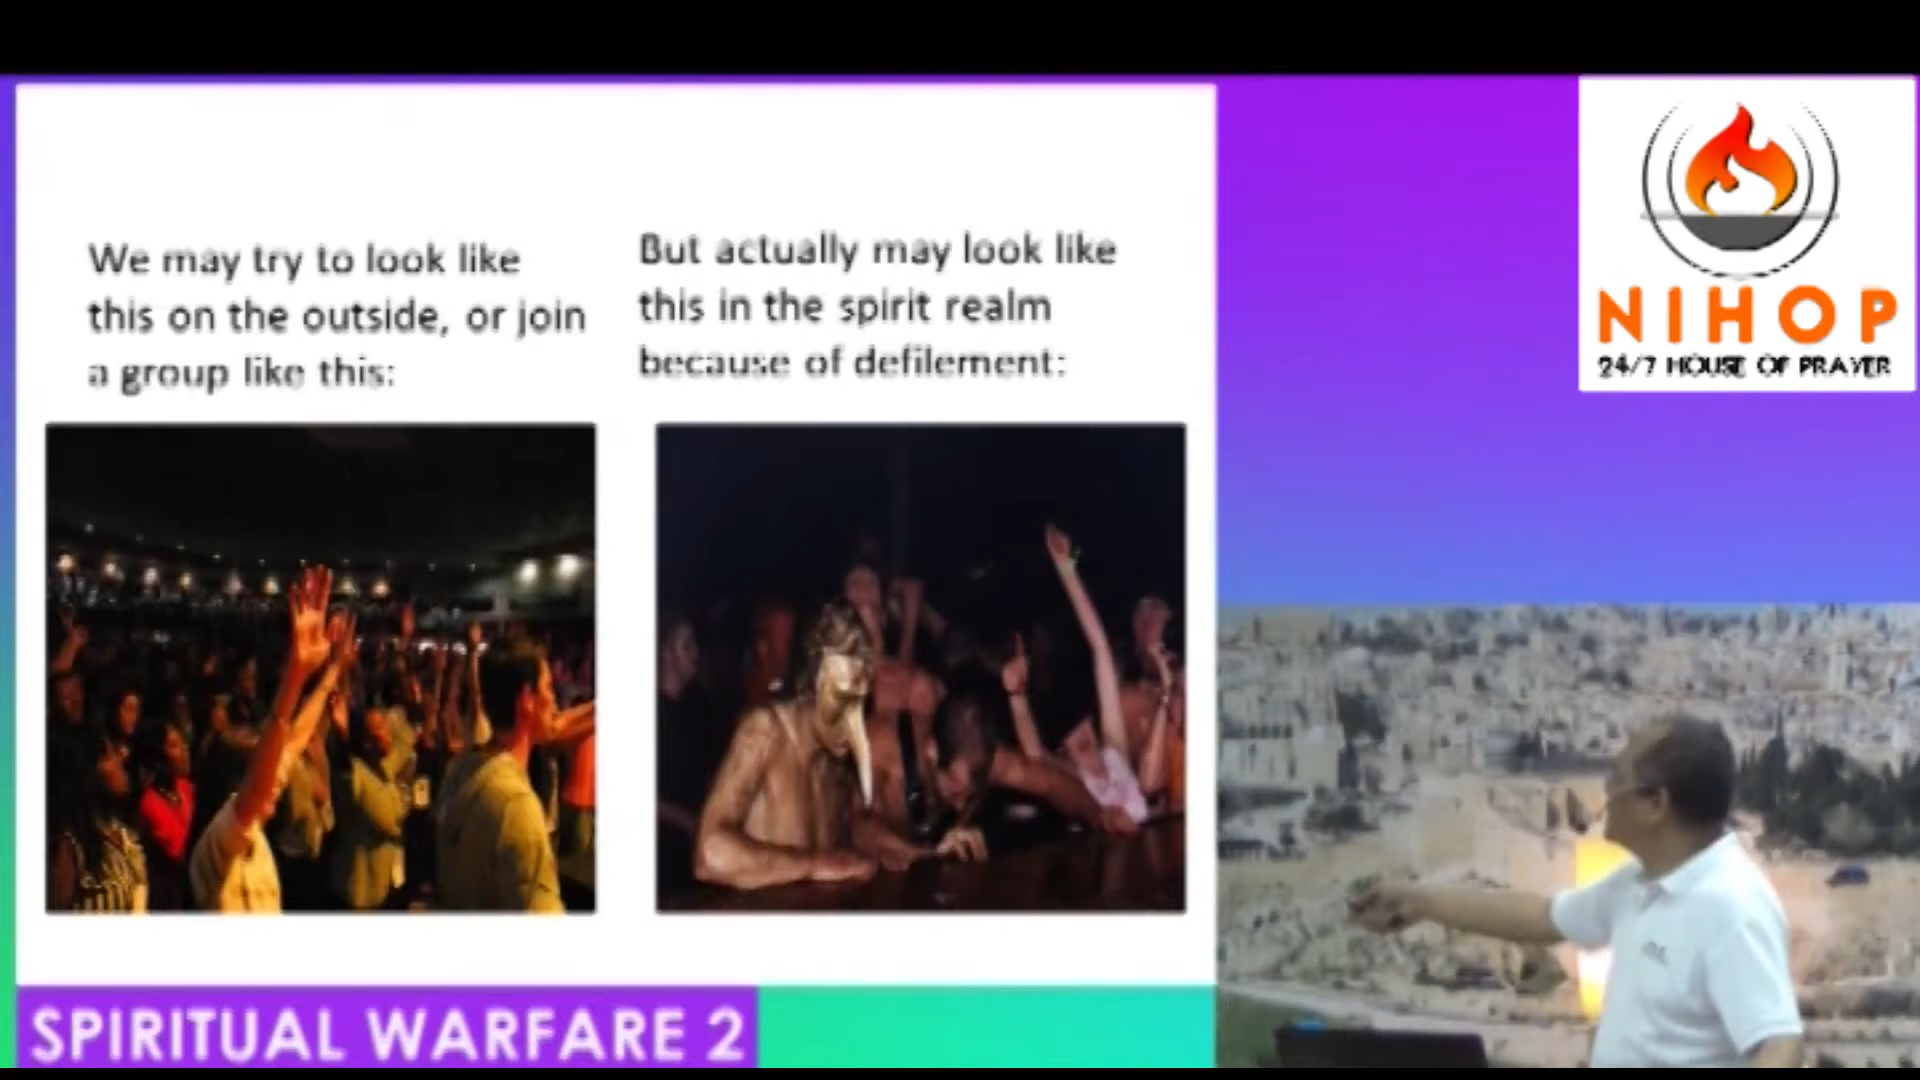 We may try to look like
this on the outside, or join
a group like this:
But actually may look like
this in the spirit realm
because of defilement:
NIHOP
24/7 HOUSE OF PRAYER
SPIRITUAL WARFARE 2